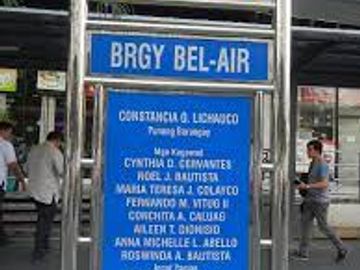 BRGY BEL-AIR
CONSTANCIA Q. LICHAUCO
Punong Barangay
Mga Kagawad
CYNTHIA D. CERVANTES
NOEL J. BAUTISTA
MARIA TERESA J. COLAYCO
FERNANDO M. VITUG II
CONCHITA A. CALUAG
AILEEN T. DIONISIO
ANNA MICHELLE L. ABELLO
ROSWINDA A. BAUTISTA